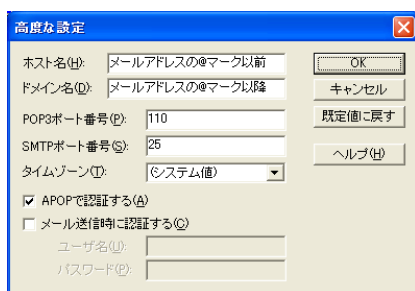 高度な設定
ホスト名(H): メールアドレスの@マーク以前 OK
ドメイン名(D): メールアドレスの@マーク以降 キャンセル
POP3ポート番号(P): 110 既定値に戻す
SMTPポート番号(S): 25
ヘルプ(H)
タイムゾーン(T): (システム値)
APOPで認証する(A)
メール送信時に認証する(C)
ユーザ名(U):
パスワード(P):